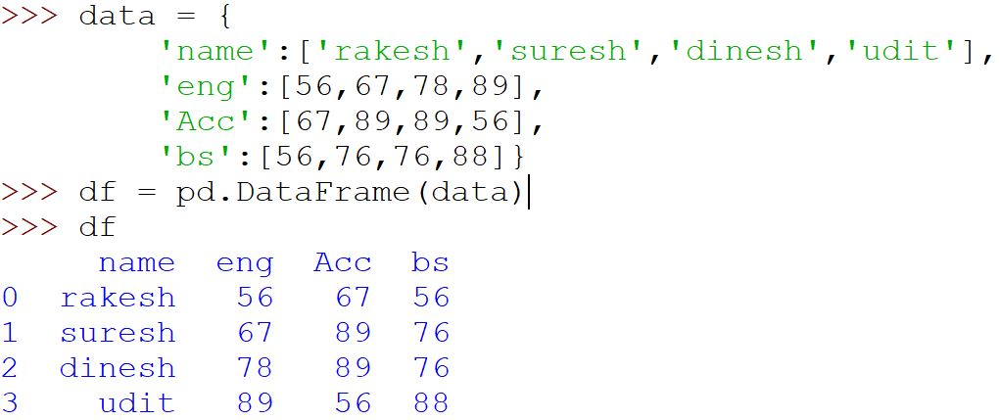 >>> data = {
        'name':['rakesh','suresh','dinesh','udit'],
        'eng':[56,67,78,89],
        'Acc':[67,89,89,56],
        'bs':[56,76,76,88]}
>>> df = pd.DataFrame(data)
>>> df
     name  eng  Acc  bs
0  rakesh   56   67  56
1  suresh   67   89  76
2  dinesh   78   89  76
3    udit   89   56  88